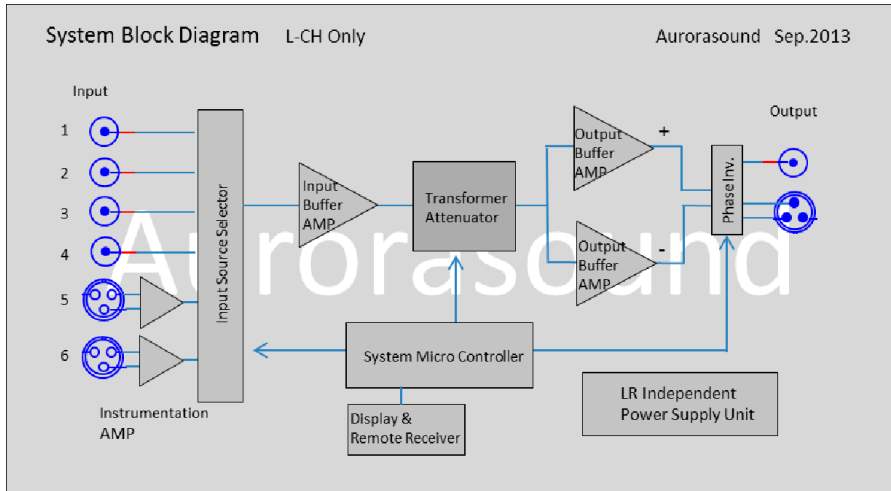 System Block Diagram L-CH Only Aurorasound Sep.2013
Input
Output
1
2
3
4
5
6
Input Source Selector
Instrumentation
AMP
Input
Buffer
AMP
Transformer
Attenuator
Output
Buffer
AMP
+
Output
Buffer
AMP
-
Phase Inv.
Aurorasound
System Micro Controller
Display &
Remote Receiver
LR Independent
Power Supply Unit